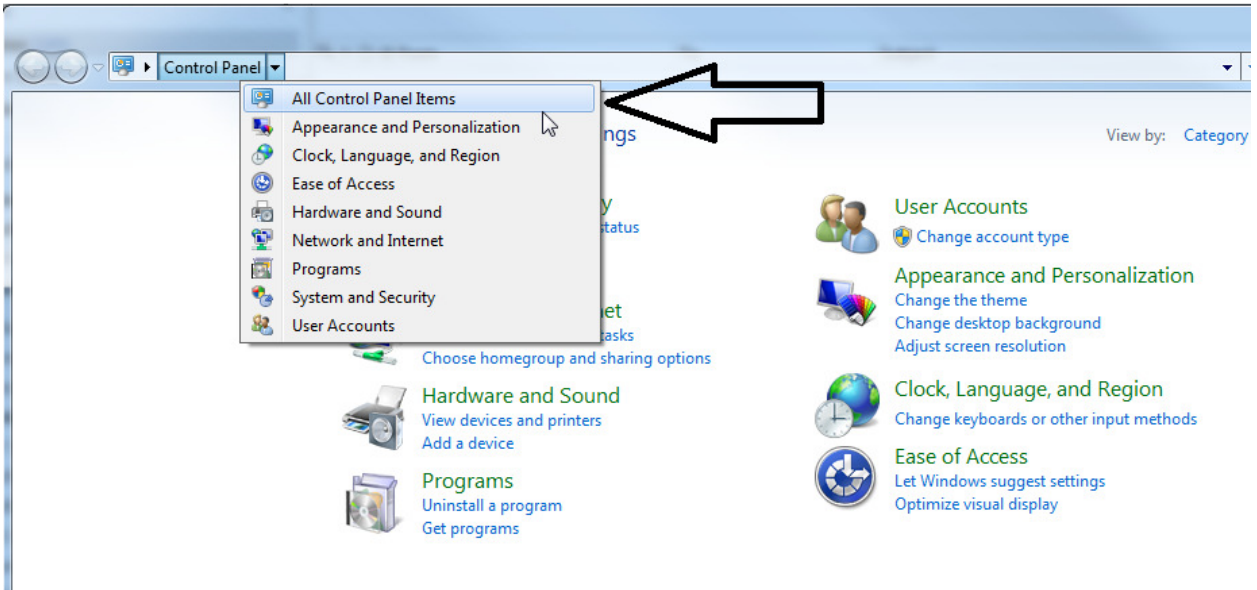 Control Panel
All Control Panel Items
Appearance and Personalization
Clock, Language, and Region
Ease of Access
Hardware and Sound
Network and Internet
Programs
System and Security
User Accounts
ngs
View by: Category
y
status
et
tasks
Choose homegroup and sharing options
Hardware and Sound
View devices and printers
Add a device
Programs
Uninstall a program
Get programs
User Accounts
Change account type
Appearance and Personalization
Change the theme
Change desktop background
Adjust screen resolution
Clock, Language, and Region
Change keyboards or other input methods
Ease of Access
Let Windows suggest settings
Optimize visual display